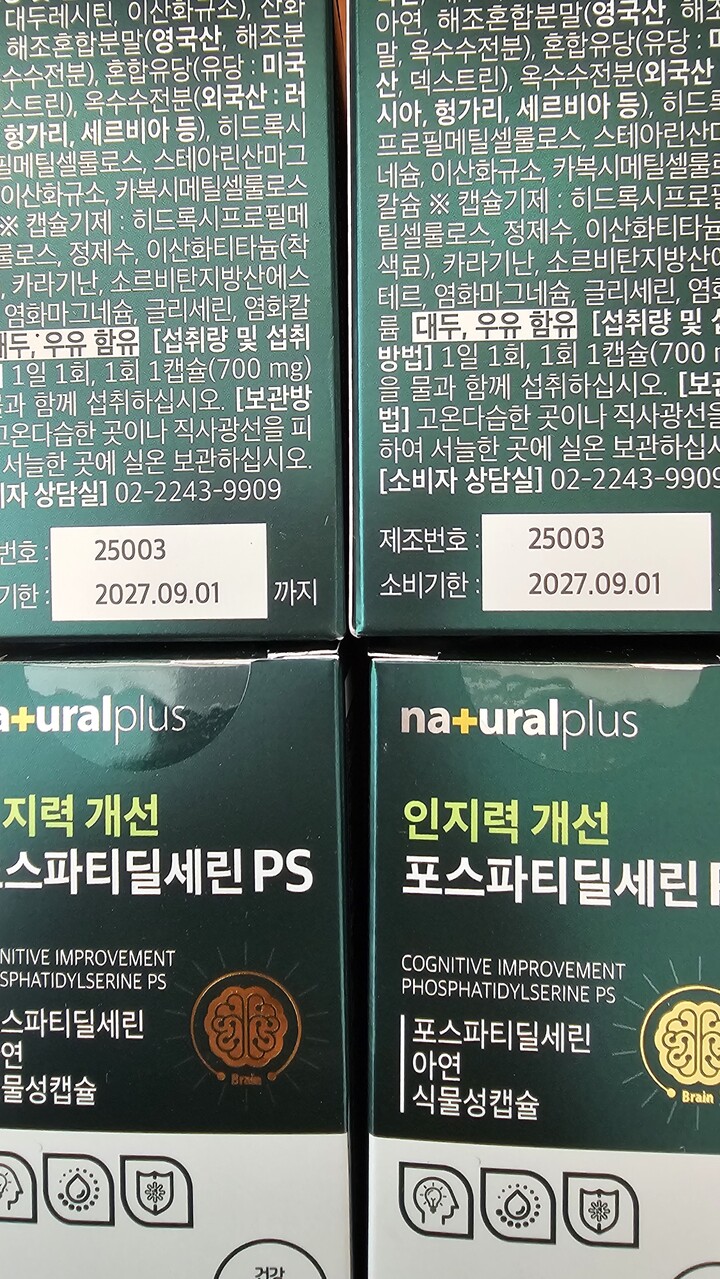 대두레시틴, 이산화규소), 산화
해조혼합분말(영국산, 해조분
수수전분), 혼합유당(유당 : 미국
스트린), 옥수수전분(외국산 : 러
헝가리, 세르비아 등), 히드록시
필메틸셀룰로스, 스테아린산마그
이산화규소, 카복시메틸셀룰로스
※ 캡슐기제 : 히드록시프로필메
룰로스, 정제수, 이산화티타늄(착
, 카라기난, 소르비탄지방산에스
염화마그네슘, 글리세린, 염화칼
대두, 우유 함유 [섭취량 및 섭취
] 1일 1회, 1회 1캡슐(700 mg)
물과 함께 섭취하십시오. [보관방
고온다습한 곳이나 직사광선을 피
서늘한 곳에 실온 보관하십시오.
비자 상담실] 02-2243-9909
번호 : 25003
기한 : 2027.09.01 까지
아연, 해조혼합분말(영국산, 해조
말, 옥수수전분), 혼합유당(유당 : 미
산, 덱스트린), 옥수수전분(외국산
시아, 헝가리, 세르비아 등), 히드록
프로필메틸셀룰로스, 스테아린산마
네슘, 이산화규소, 카복시메틸셀룰로
칼슘 ※ 캡슐기제 : 히드록시프로필
틸셀룰로스, 정제수, 이산화티타늄
색료), 카라기난, 소르비탄지방산에
테르, 염화마그네슘, 글리세린, 염화
륨 대두, 우유 함유 [섭취량 및 섭
방법] 1일 1회, 1회 1캡슐(700 m
을 물과 함께 섭취하십시오. [보관
법] 고온다습한 곳이나 직사광선을
하여 서늘한 곳에 실온 보관하십시
[소비자 상담실] 02-2243-9909
제조번호 : 25003
소비기한 : 2027.09.01
a+uralplus
지력 개선
스파티딜세린 PS
NITIVE IMPROVEMENT
SPHATIDYLSERINE PS
스파티딜세린
연
물성캡슐
Brain
건강
na+uralplus
인지력 개선
포스파티딜세린 P
COGNITIVE IMPROVEMENT
PHOSPHATIDYLSERINE PS
포스파티딜세린
아연
식물성캡슐
Brain